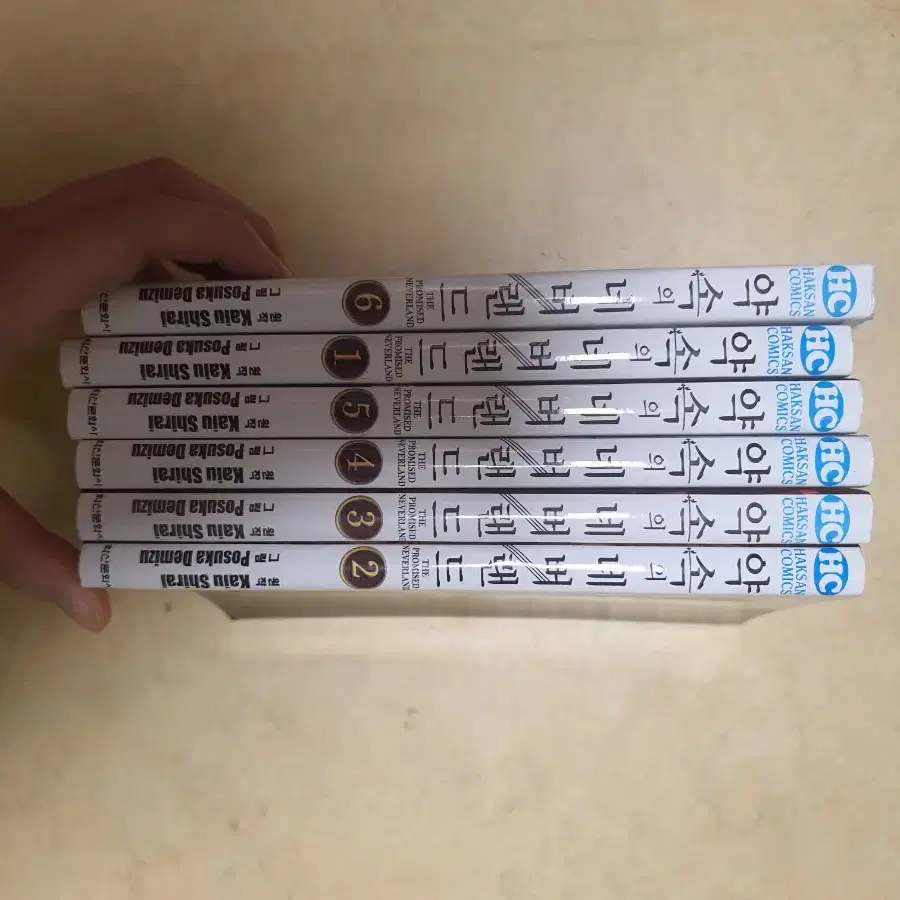 HC
HAKSAN
COMICS
약속의 네버랜드
THE
PROMISED
NEVERLAND
6
원작 Kaiu Shirai
그림 Posuka Demizu
HC
HAKSAN
COMICS
약속의 네버랜드
THE
PROMISED
NEVERLAND
1
원작 Kaiu Shirai
그림 Posuka Demizu
HC
HAKSAN
COMICS
약속의 네버랜드
THE
PROMISED
NEVERLAND
5
원작 Kaiu Shirai
그림 Posuka Demizu
HC
HAKSAN
COMICS
약속의 네버랜드
THE
PROMISED
NEVERLAND
4
원작 Kaiu Shirai
그림 Posuka Demizu
HC
HAKSAN
COMICS
약속의 네버랜드
THE
PROMISED
NEVERLAND
3
원작 Kaiu Shirai
그림 Posuka Demizu
HC
HAKSAN
COMICS
약속의 네버랜드
THE
PROMISED
NEVERLAND
2
원작 Kaiu Shirai
그림 Posuka Demizu